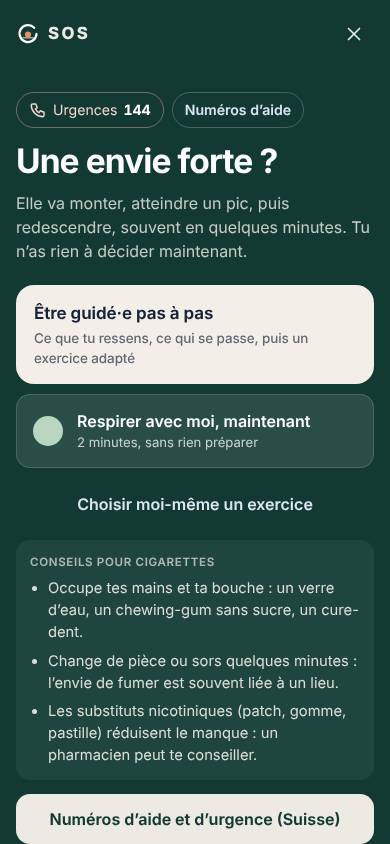 SOS
Urgences 144
Numéros d’aide
Une envie forte ?
Elle va monter, atteindre un pic, puis
redescendre, souvent en quelques minutes. Tu
n’as rien à décider maintenant.
Être guidé·e pas à pas
Ce que tu ressens, ce qui se passe, puis un
exercice adapté
Respirer avec moi, maintenant
2 minutes, sans rien préparer
Choisir moi-même un exercice
CONSEILS POUR CIGARETTES
• Occupe tes mains et ta bouche : un verre
d’eau, un chewing-gum sans sucre, un cure-
dent.
• Change de pièce ou sors quelques minutes :
l’envie de fumer est souvent liée à un lieu.
• Les substituts nicotiniques (patch, gomme,
pastille) réduisent le manque : un
pharmacien peut te conseiller.
Numéros d’aide et d’urgence (Suisse)